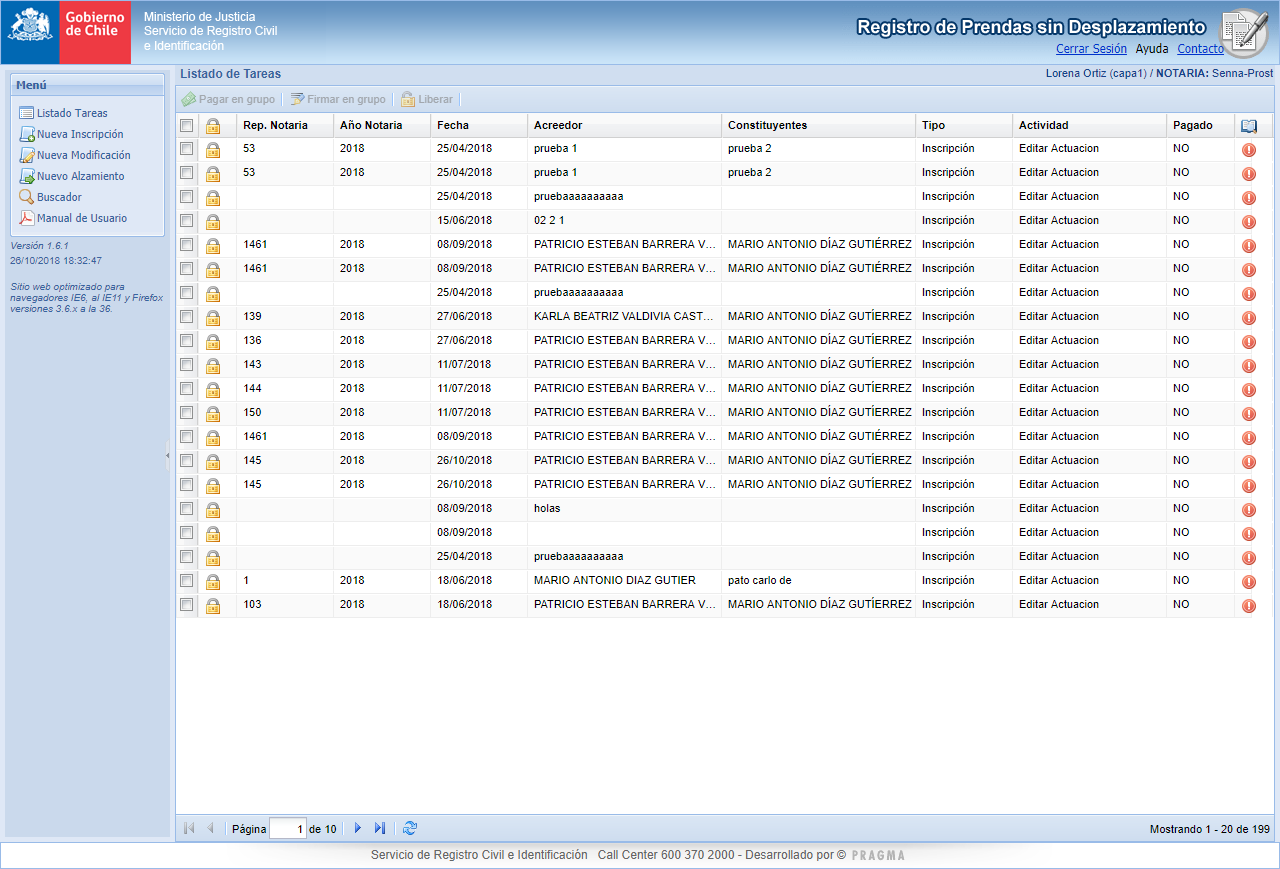 Gobierno de Chile
Ministerio de Justicia
Servicio de Registro Civil
e Identificación
Registro de Prendas sin Desplazamiento
Cerrar Sesión Ayuda Contacto
Menú
Listado Tareas
Nueva Inscripción
Nueva Modificación
Nuevo Alzamiento
Buscador
Manual de Usuario
Versión 1.6.1
26/10/2018 18:32:47
Sitio web optimizado para
navegadores IE6, al IE11 y Firefox
versiones 3.6.x a la 36.
Listado de Tareas
Lorena Ortiz (capa1) / NOTARIA: Senna-Prost
Pagar en grupo Firmar en grupo Liberar
Rep. Notaria Año Notaria Fecha Acreedor Constituyentes Tipo Actividad Pagado
53 2018 25/04/2018 prueba 1 prueba 2 Inscripción Editar Actuacion NO
53 2018 25/04/2018 prueba 1 prueba 2 Inscripción Editar Actuacion NO
25/04/2018 pruebaaaaaaaaaa Inscripción Editar Actuacion NO
15/06/2018 02 2 1 Inscripción Editar Actuacion NO
1461 2018 08/09/2018 PATRICIO ESTEBAN BARRERA V... MARIO ANTONIO DÍAZ GUTIÉRREZ Inscripción Editar Actuacion NO
1461 2018 08/09/2018 PATRICIO ESTEBAN BARRERA V... MARIO ANTONIO DÍAZ GUTIÉRREZ Inscripción Editar Actuacion NO
25/04/2018 pruebaaaaaaaaaa Inscripción Editar Actuacion NO
139 2018 27/06/2018 KARLA BEATRIZ VALDIVIA CAST... MARIO ANTONIO DÍAZ GUTÍERREZ Inscripción Editar Actuacion NO
136 2018 27/06/2018 PATRICIO ESTEBAN BARRERA V... MARIO ANTONIO DÍAZ GUTÍERREZ Inscripción Editar Actuacion NO
143 2018 11/07/2018 PATRICIO ESTEBAN BARRERA V... MARIO ANTONIO DÍAZ GUTÍERREZ Inscripción Editar Actuacion NO
144 2018 11/07/2018 PATRICIO ESTEBAN BARRERA V... MARIO ANTONIO DÍAZ GUTÍERREZ Inscripción Editar Actuacion NO
150 2018 11/07/2018 PATRICIO ESTEBAN BARRERA V... MARIO ANTONIO DÍAZ GUTÍERREZ Inscripción Editar Actuacion NO
1461 2018 08/09/2018 PATRICIO ESTEBAN BARRERA V... MARIO ANTONIO DÍAZ GUTIÉRREZ Inscripción Editar Actuacion NO
145 2018 26/10/2018 PATRICIO ESTEBAN BARRERA V... MARIO ANTONIO DÍAZ GUTÍERREZ Inscripción Editar Actuacion NO
145 2018 26/10/2018 PATRICIO ESTEBAN BARRERA V... MARIO ANTONIO DÍAZ GUTÍERREZ Inscripción Editar Actuacion NO
08/09/2018 holas Inscripción Editar Actuacion NO
08/09/2018 Inscripción Editar Actuacion NO
25/04/2018 pruebaaaaaaaaaa Inscripción Editar Actuacion NO
1 2018 18/06/2018 MARIO ANTONIO DIAZ GUTIER pato carlo de Inscripción Editar Actuacion NO
103 2018 18/06/2018 PATRICIO ESTEBAN BARRERA V... MARIO ANTONIO DÍAZ GUTÍERREZ Inscripción Editar Actuacion NO
Página 1 de 10 Mostrando 1 - 20 de 199
Servicio de Registro Civil e Identificación Call Center 600 370 2000 - Desarrollado por © PRAGMA